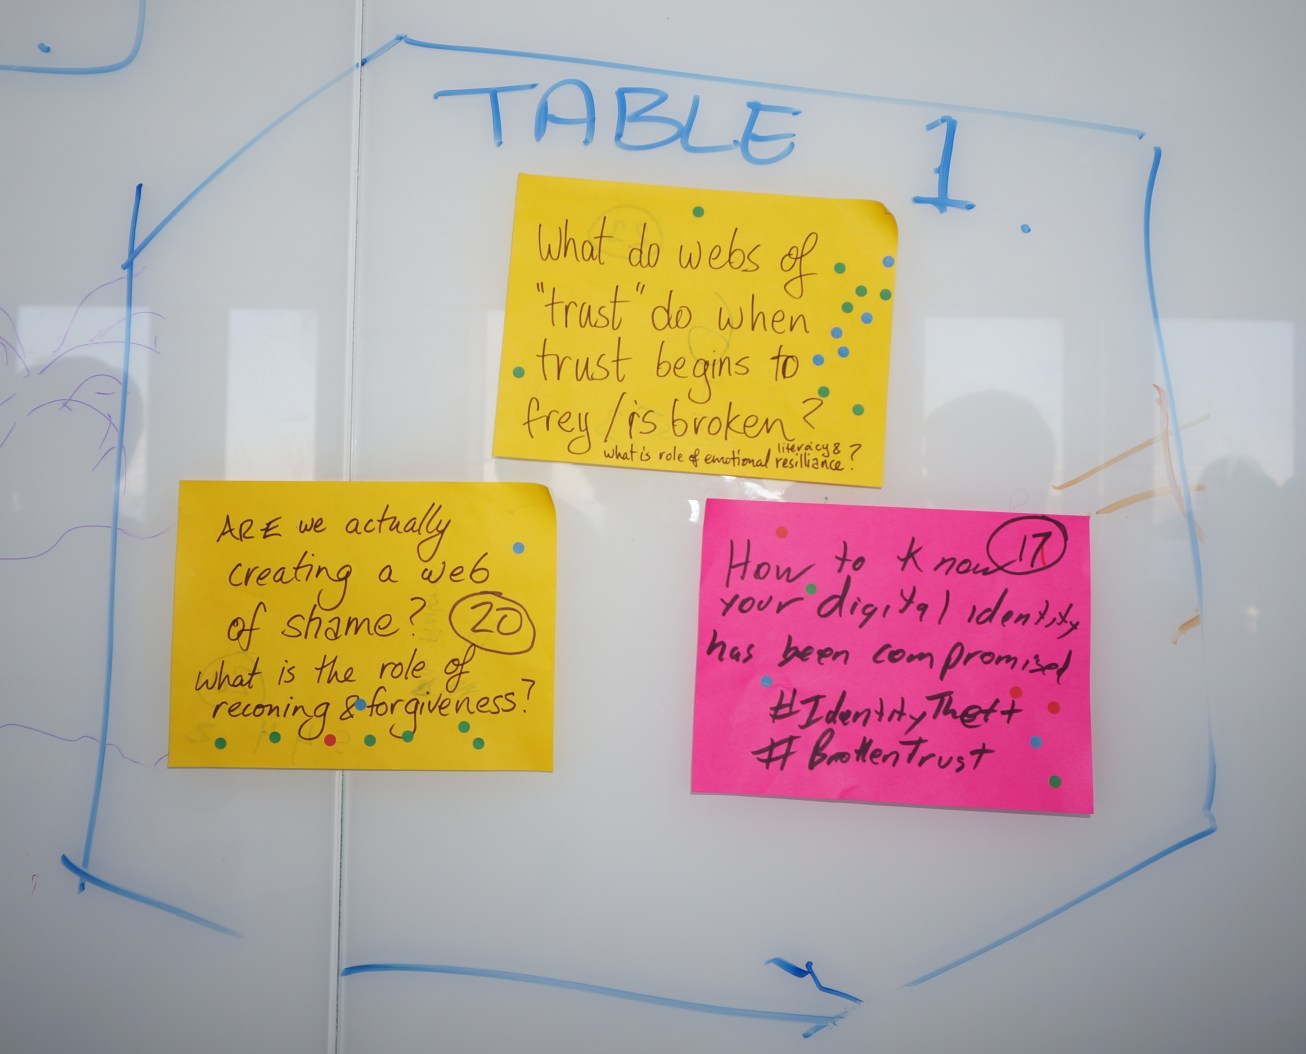 TABLE 1
What do webs of
"trust" do when
trust begins to
frey / is broken?
what is role of emotional literacy & resilliance?
ARE we actually
creating a web
of shame?
20
what is the role of
reconing & forgiveness?
17
How to know
your digital identity
has been compromised
#IdentityTheft
#BrokenTrust